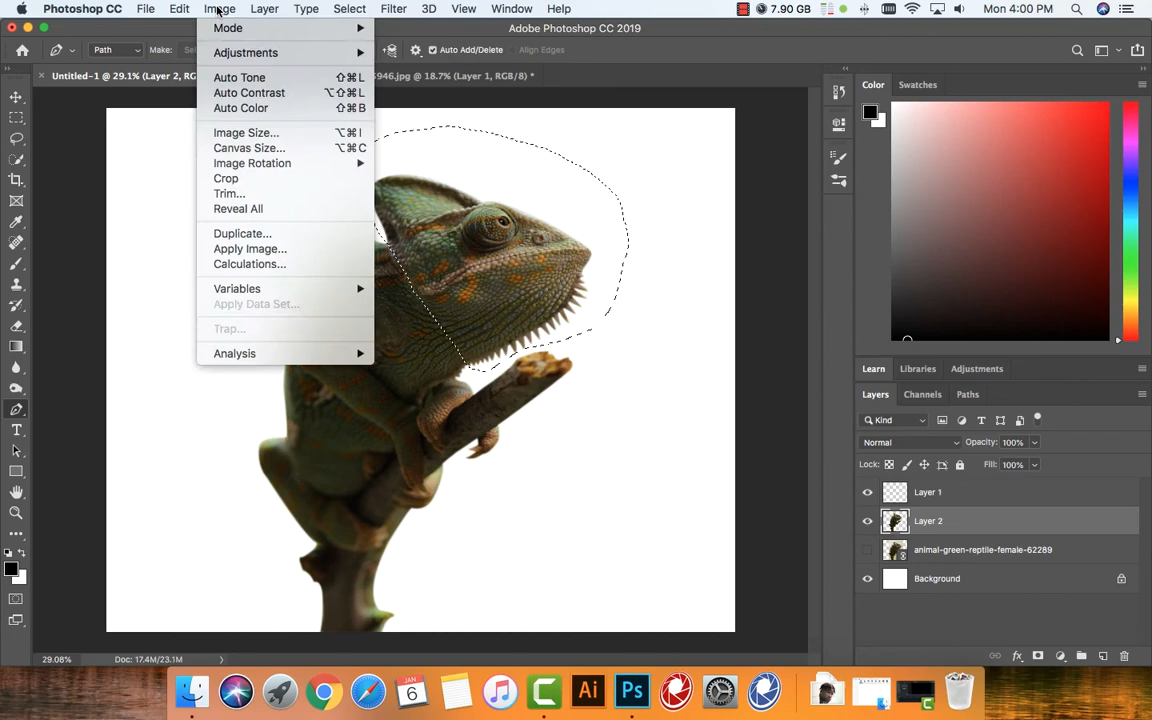 Photoshop CC File Edit Image Layer Type Select Filter 3D View Window Help 7.90 GB Mon 4:00 PM
Adobe Photoshop CC 2019
Path Make: Auto Add/Delete Align Edges
× Untitled-1 @ 29.1% (Layer 2, RG 5946.jpg @ 18.7% (Layer 1, RGB/8) *
Mode
Adjustments
Auto Tone ⇧⌘L
Auto Contrast ⌥⇧⌘L
Auto Color ⇧⌘B
Image Size... ⌥⌘I
Canvas Size... ⌥⌘C
Image Rotation
Crop
Trim...
Reveal All
Duplicate...
Apply Image...
Calculations...
Variables
Apply Data Set...
Trap...
Analysis
Color Swatches
Learn Libraries Adjustments
Layers Channels Paths
Kind
Normal Opacity: 100%
Lock: Fill: 100%
Layer 1
Layer 2
animal-green-reptile-female-62289
Background
29.08% Doc: 17.4M/23.1M
JAN
6
Ai Ps